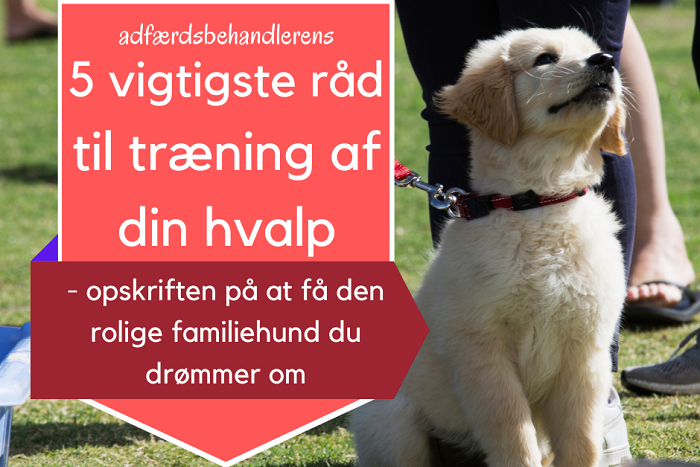 adfærdsbehandlerens
5 vigtigste råd
til træning af
din hvalp
- opskriften på at få den
rolige familiehund du
drømmer om